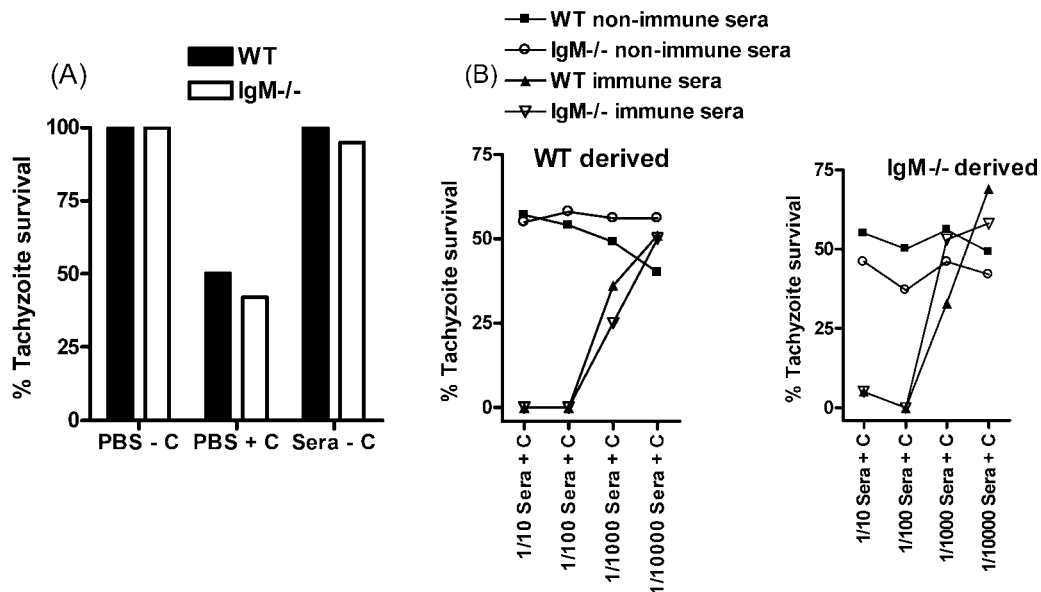 (A)
WT
IgM-/-
% Tachyzoite survival
100
75
50
25
0
PBS - C
PBS + C
Sera - C
(B)
WT non-immune sera
IgM-/- non-immune sera
WT immune sera
IgM-/- immune sera
WT derived
% Tachyzoite survival
75
50
25
0
1/10 Sera + C
1/100 Sera + C
1/1000 Sera + C
1/10000 Sera + C
IgM-/- derived
% Tachyzoite survival
75
50
25
0
1/10 Sera + C
1/100 Sera + C
1/1000 Sera + C
1/10000 Sera + C